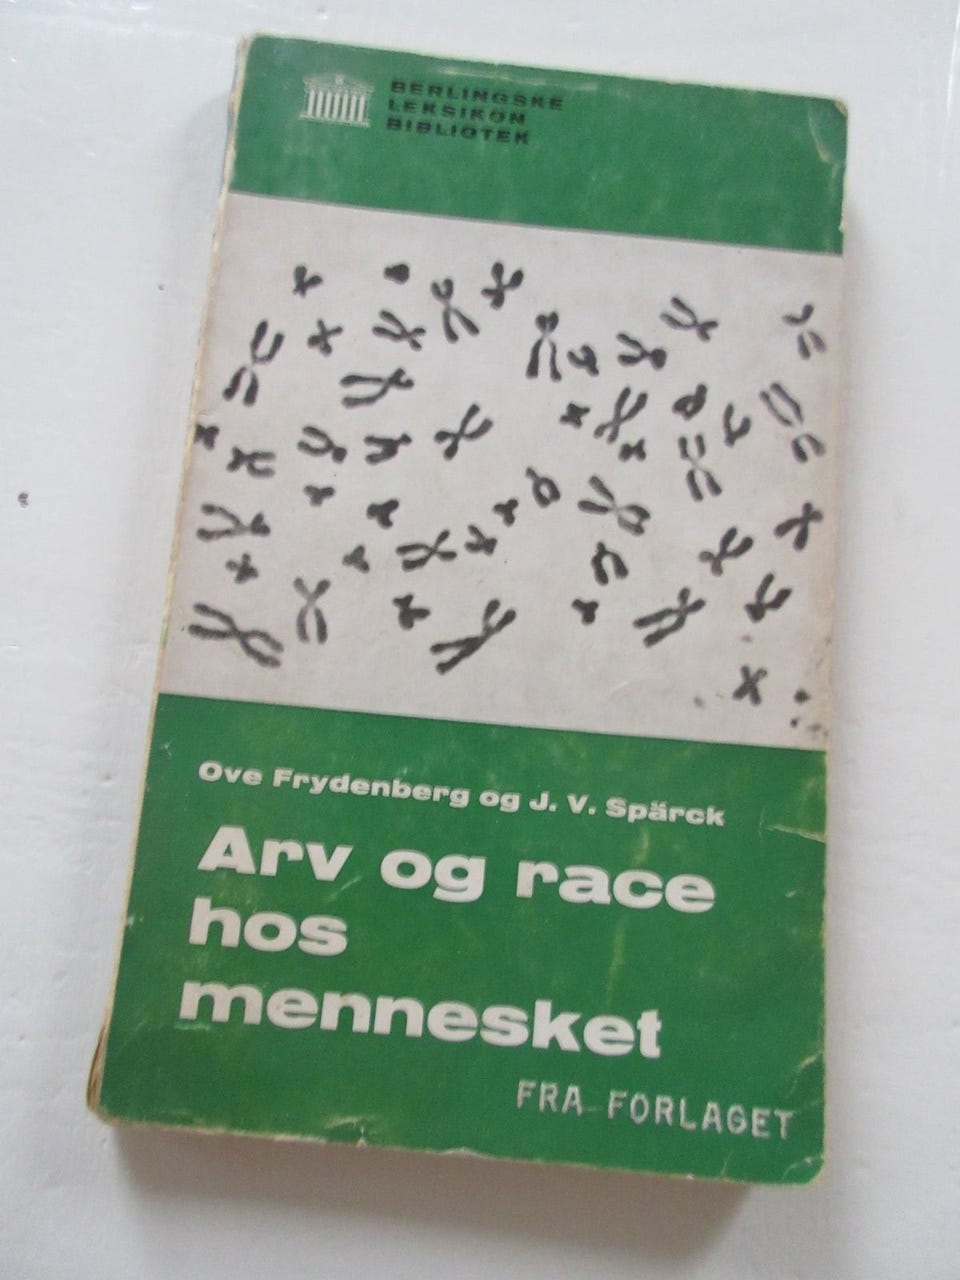 BERLINGSKE
LEKSIKON
BIBLIOTEK
Ove Frydenberg og J. V. Spärck
Arv og race
hos
mennesket
FRA FORLAGET